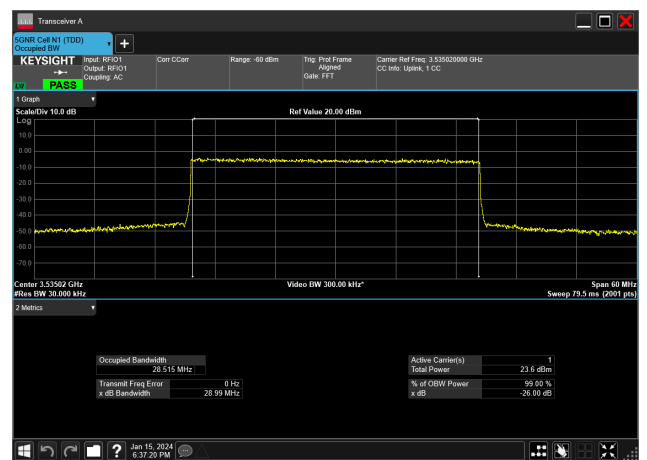 Transceiver A
5GNR Cell N1 (TDD)
Occupied BW
KEYSIGHT
LV
PASS
Input: RFIO1
Output: RFIO1
Coupling: AC
Corr CCorr
Range: -60 dBm
Trig: Prot Frame
Aligned
Gate: FFT
Carrier Ref Freq: 3.535020000 GHz
CC Info: Uplink, 1 CC
1 Graph
Scale/Div 10.0 dB
Ref Value 20.00 dBm
Log
10.0
0.00
-10.0
-20.0
-30.0
-40.0
-50.0
-60.0
-70.0
Center 3.53502 GHz
Video BW 300.00 kHz*
Span 60 MHz
#Res BW 30.000 kHz
Sweep 79.5 ms (2001 pts)
2 Metrics
Occupied Bandwidth
28.515 MHz
Transmit Freq Error 0 Hz
x dB Bandwidth 28.99 MHz
Active Carrier(s) 1
Total Power 23.6 dBm
% of OBW Power 99.00 %
x dB -26.00 dB
?
Jan 15, 2024
6:37:20 PM